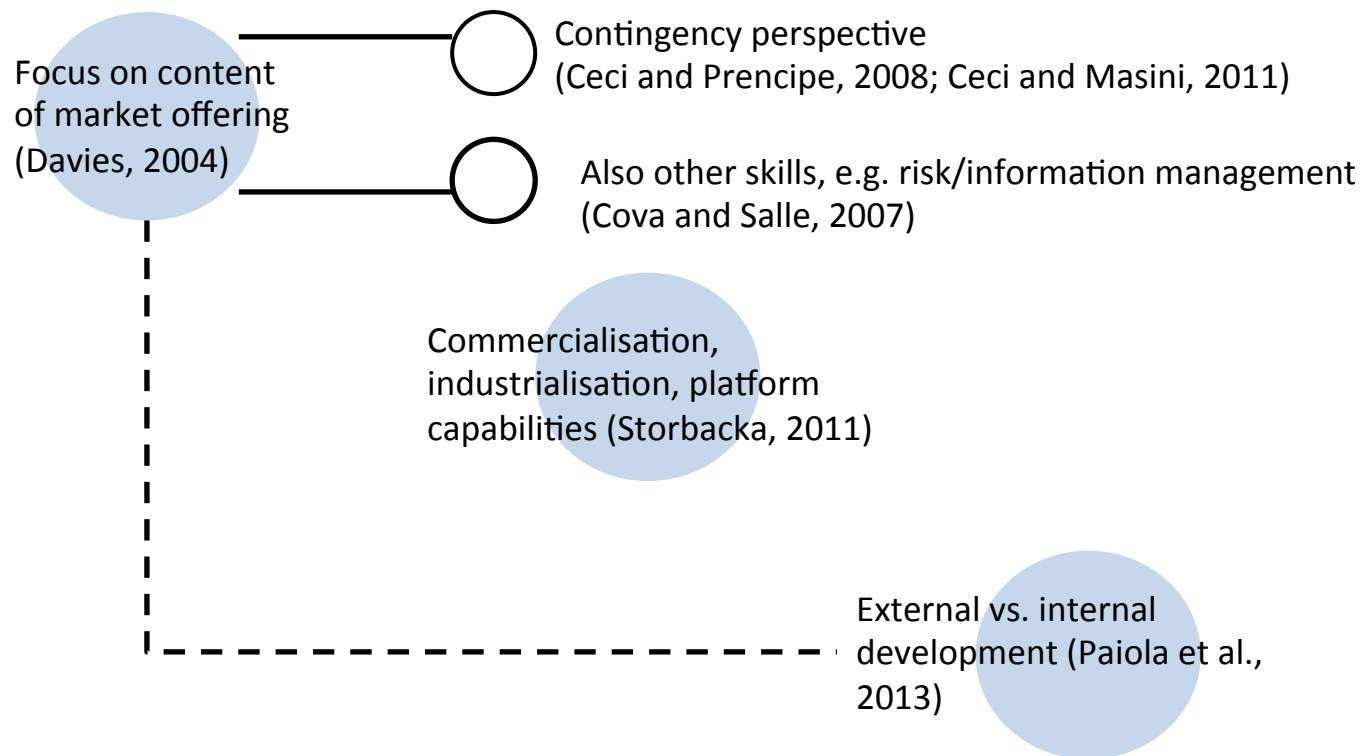 Focus on content
of market offering
(Davies, 2004)
Contingency perspective
(Ceci and Prencipe, 2008; Ceci and Masini, 2011)
Also other skills, e.g. risk/information management
(Cova and Salle, 2007)
Commercialisation,
industrialisation, platform
capabilities (Storbacka, 2011)
External vs. internal
development (Paiola et al.,
2013)